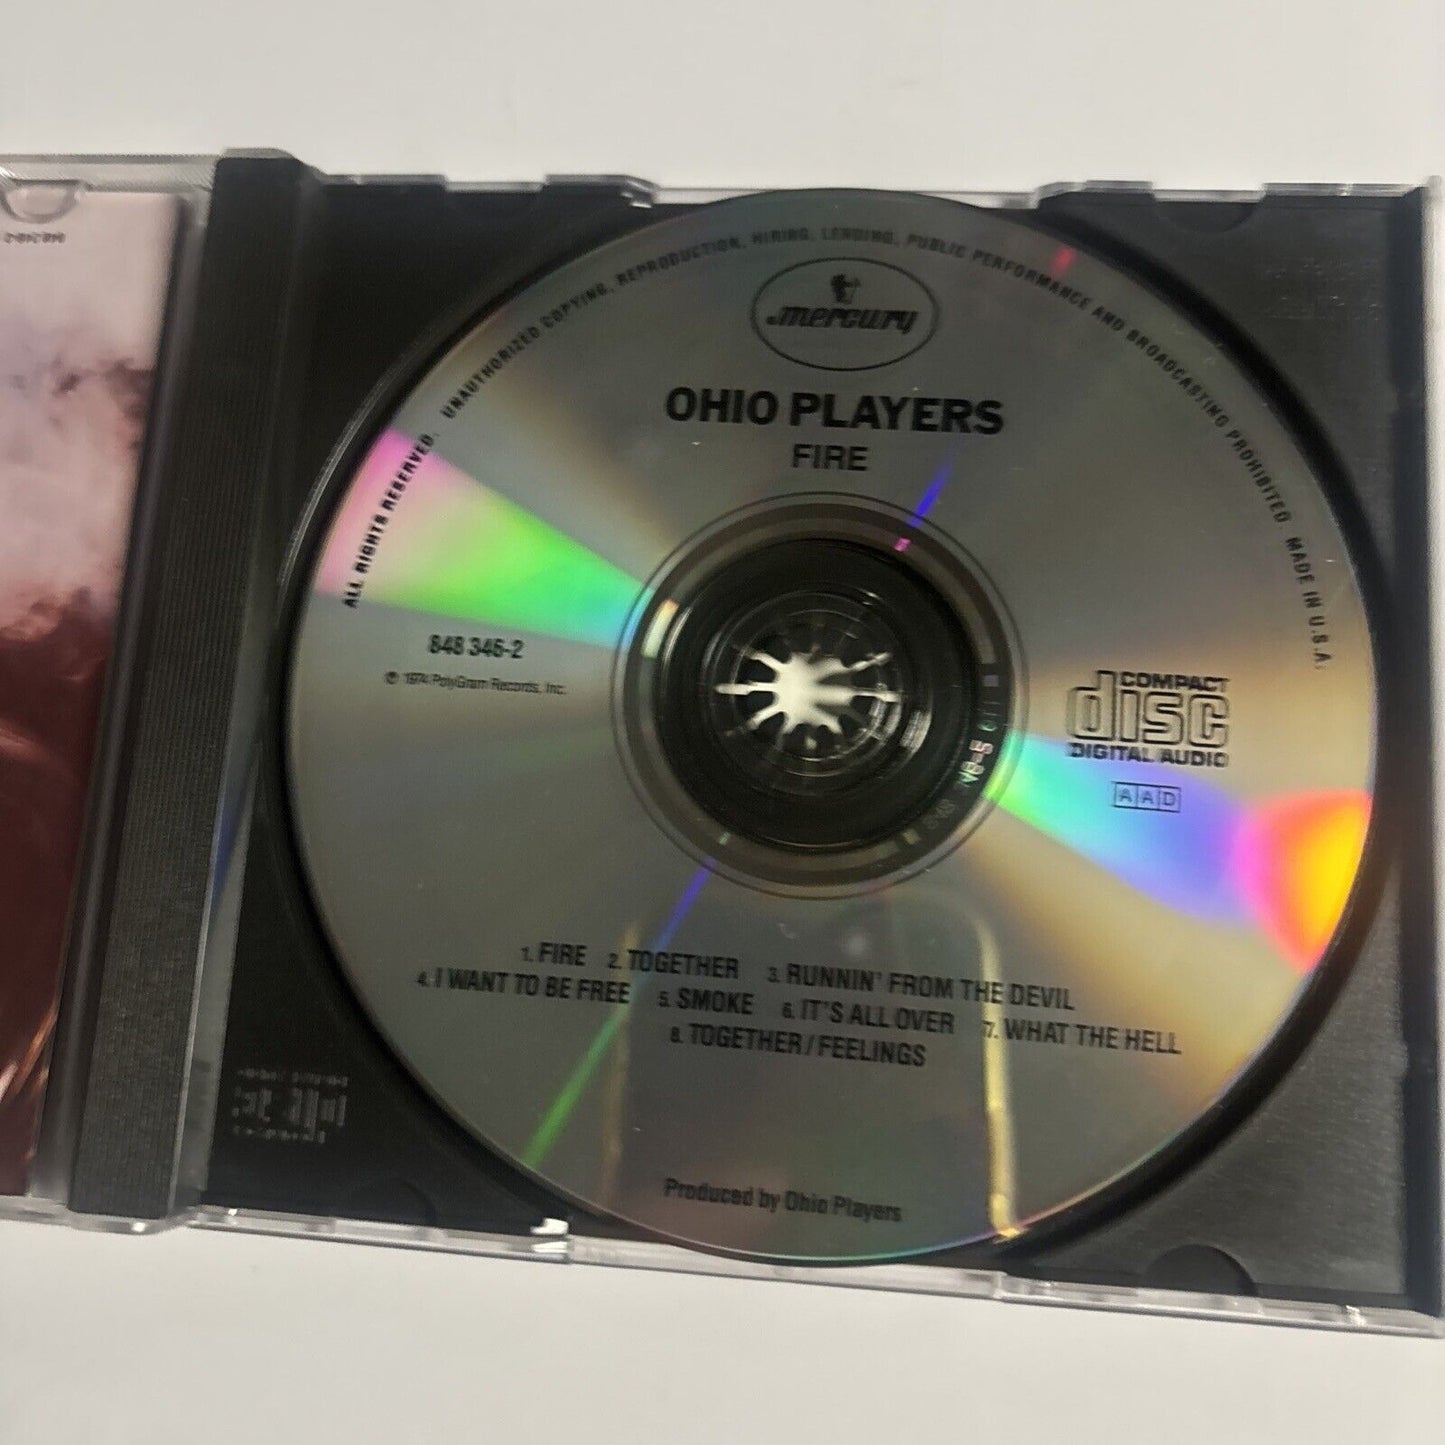 ALL RIGHTS RESERVED. UNAUTHORIZED COPYING, REPRODUCTION, HIRING, LENDING, PUBLIC PERFORMANCE AND BROADCASTING PROHIBITED. MADE IN U.S.A.
mercury
OHIO PLAYERS
FIRE
848 345-2
℗ 1974 PolyGram Records, Inc.
COMPACT
disc
DIGITAL AUDIO
AAD
1. FIRE 2. TOGETHER 3. RUNNIN' FROM THE DEVIL
4. I WANT TO BE FREE 5. SMOKE 6. IT'S ALL OVER 7. WHAT THE HELL
8. TOGETHER/FEELINGS
Produced by Ohio Players